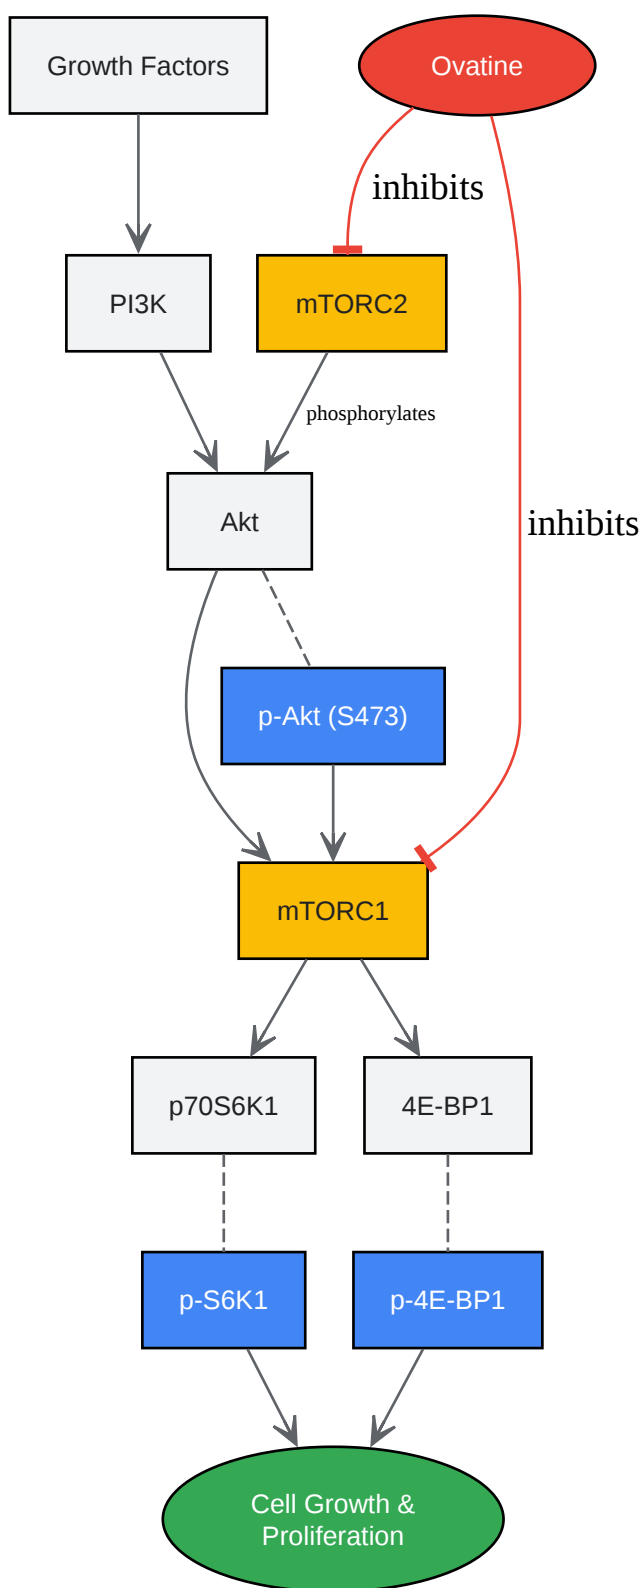 Growth Factors
Ovatine
inhibits
PI3K
mTORC2
phosphorylates
Akt
inhibits
p-Akt (S473)
mTORC1
p70S6K1
4E-BP1
p-S6K1
p-4E-BP1
Cell Growth &
Proliferation